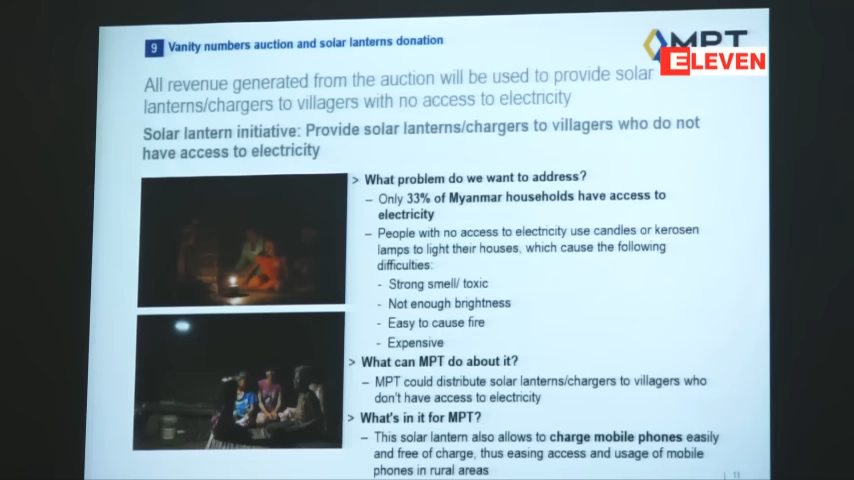 9 Vanity numbers auction and solar lanterns donation
MPT
ELEVEN
All revenue generated from the auction will be used to provide solar
lanterns/chargers to villagers with no access to electricity
Solar lantern initiative: Provide solar lanterns/chargers to villagers who do not
have access to electricity
> What problem do we want to address?
– Only 33% of Myanmar households have access to
electricity
– People with no access to electricity use candles or kerosen
lamps to light their houses, which cause the following
difficulties:
- Strong smell/ toxic
- Not enough brightness
- Easy to cause fire
- Expensive
> What can MPT do about it?
– MPT could distribute solar lanterns/chargers to villagers who
don't have access to electricity
> What's in it for MPT?
– This solar lantern also allows to charge mobile phones easily
and free of charge, thus easing access and usage of mobile
phones in rural areas